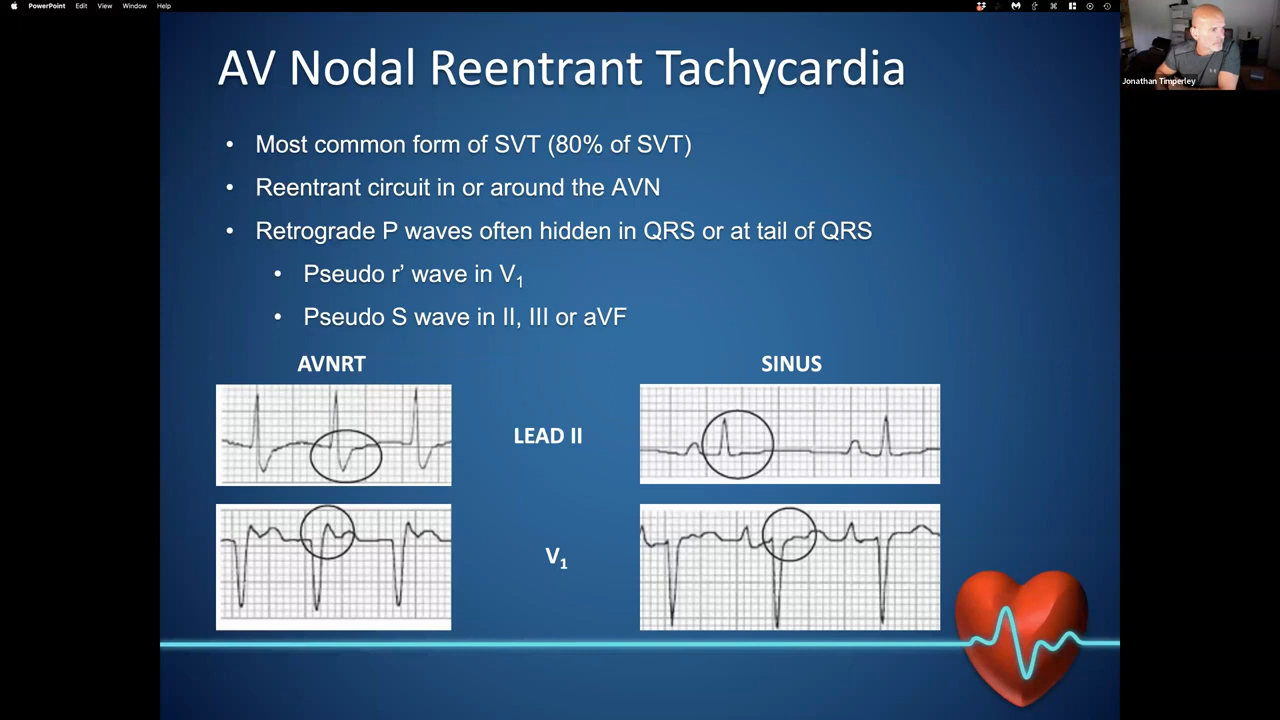 PowerPoint Edit View Window Help
Jonathan Timperley
AV Nodal Reentrant Tachycardia
• Most common form of SVT (80% of SVT)
• Reentrant circuit in or around the AVN
• Retrograde P waves often hidden in QRS or at tail of QRS
• Pseudo r’ wave in V1
• Pseudo S wave in II, III or aVF
AVNRT
SINUS
LEAD II
V1